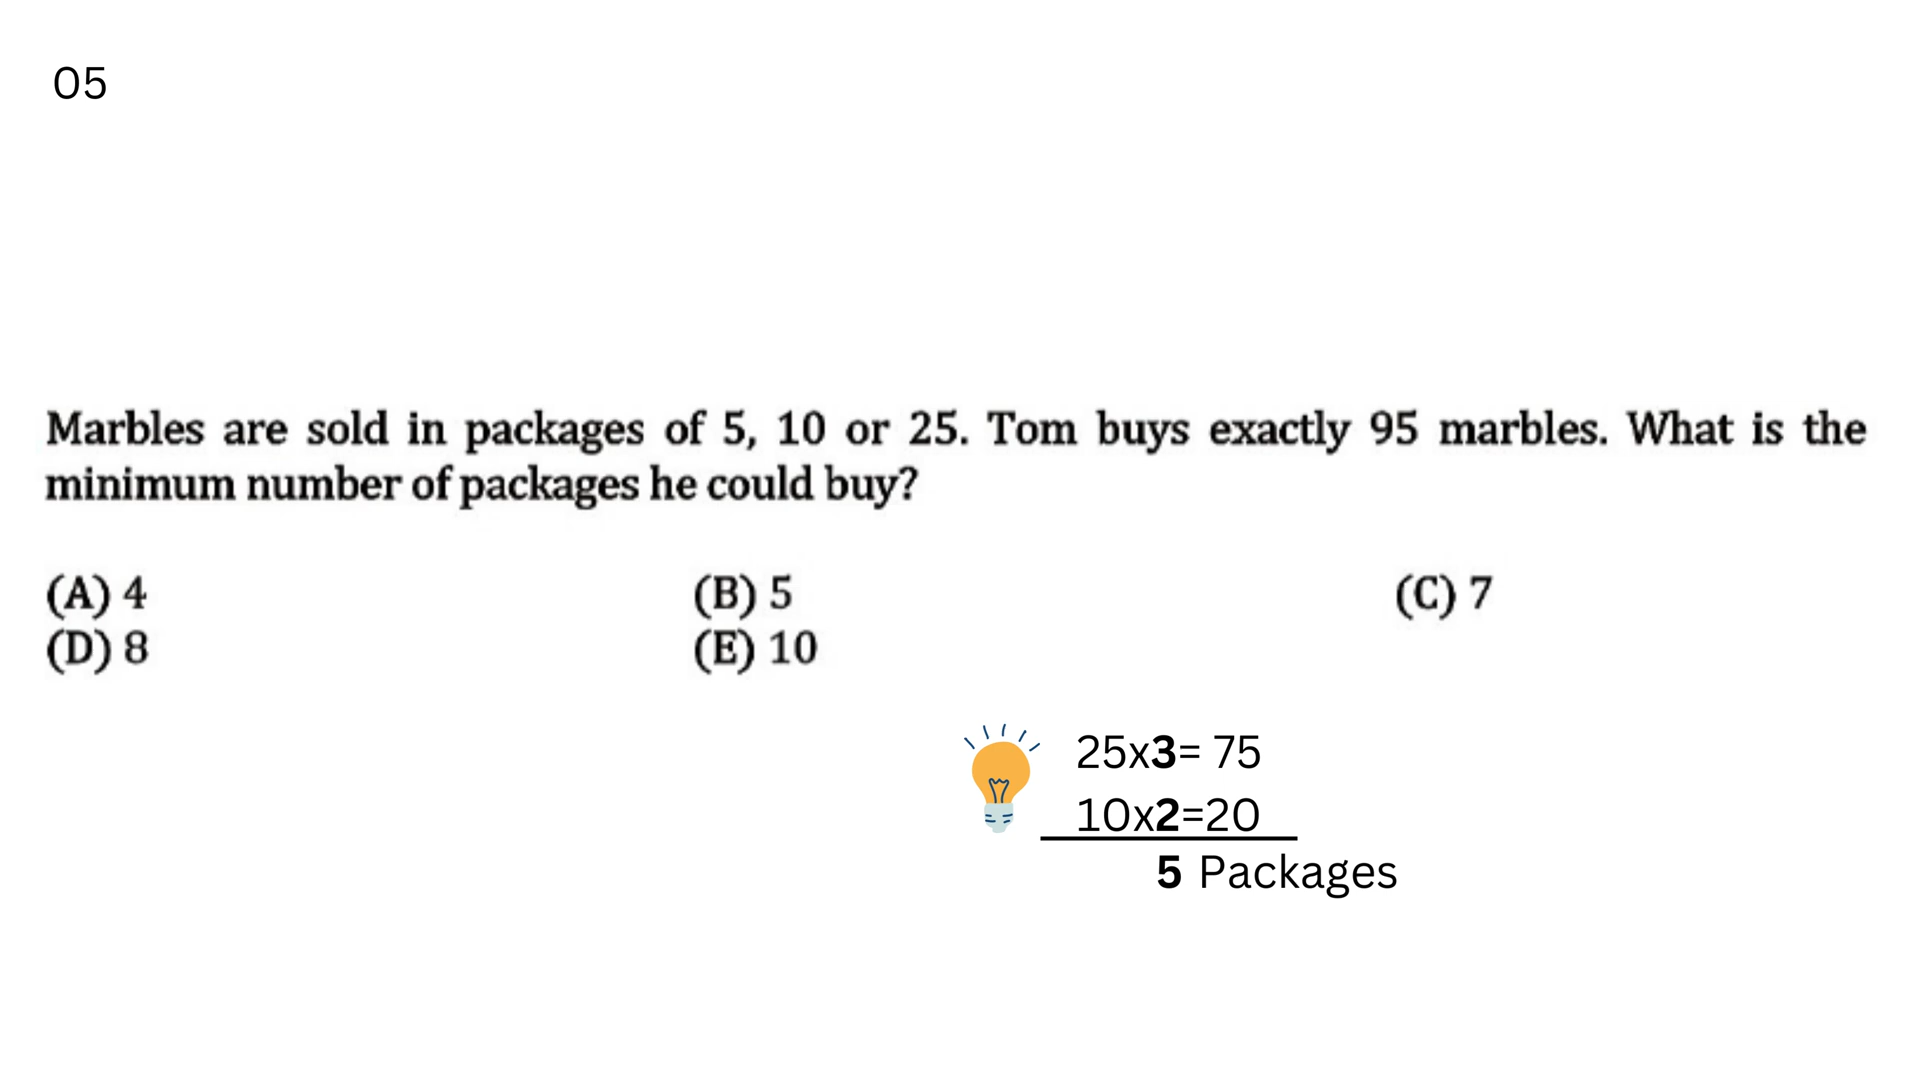 05
Marbles are sold in packages of 5, 10 or 25. Tom buys exactly 95 marbles. What is the
minimum number of packages he could buy?
(A) 4 (B) 5 (C) 7
(D) 8 (E) 10
25x3= 75
10x2=20
5 Packages